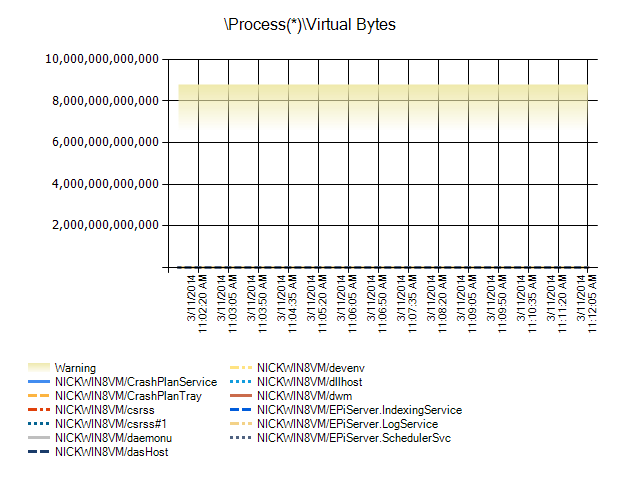 \Process(*)\Virtual Bytes
10,000,000,000,000
8,000,000,000,000
6,000,000,000,000
4,000,000,000,000
2,000,000,000,000
3/11/2014
11:02:20 AM
3/11/2014
11:03:05 AM
3/11/2014
11:03:50 AM
3/11/2014
11:04:35 AM
3/11/2014
11:05:20 AM
3/11/2014
11:06:05 AM
3/11/2014
11:06:50 AM
3/11/2014
11:07:35 AM
3/11/2014
11:08:20 AM
3/11/2014
11:09:05 AM
3/11/2014
11:09:50 AM
3/11/2014
11:10:35 AM
3/11/2014
11:11:20 AM
3/11/2014
11:12:05 AM
Warning
NICKWIN8VM/CrashPlanService
NICKWIN8VM/CrashPlanTray
NICKWIN8VM/csrss
NICKWIN8VM/csrss#1
NICKWIN8VM/daemonu
NICKWIN8VM/dasHost
NICKWIN8VM/devenv
NICKWIN8VM/dllhost
NICKWIN8VM/dwm
NICKWIN8VM/EPiServer.IndexingService
NICKWIN8VM/EPiServer.LogService
NICKWIN8VM/EPiServer.SchedulerSvc